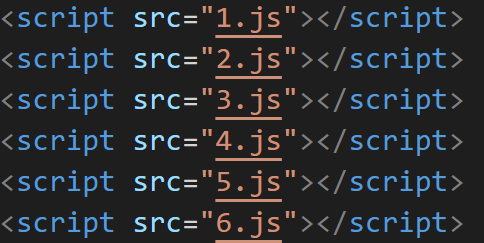 <script src="1.js"></script>
<script src="2.js"></script>
<script src="3.js"></script>
<script src="4.js"></script>
<script src="5.js"></script>
<script src="6.js"></script>